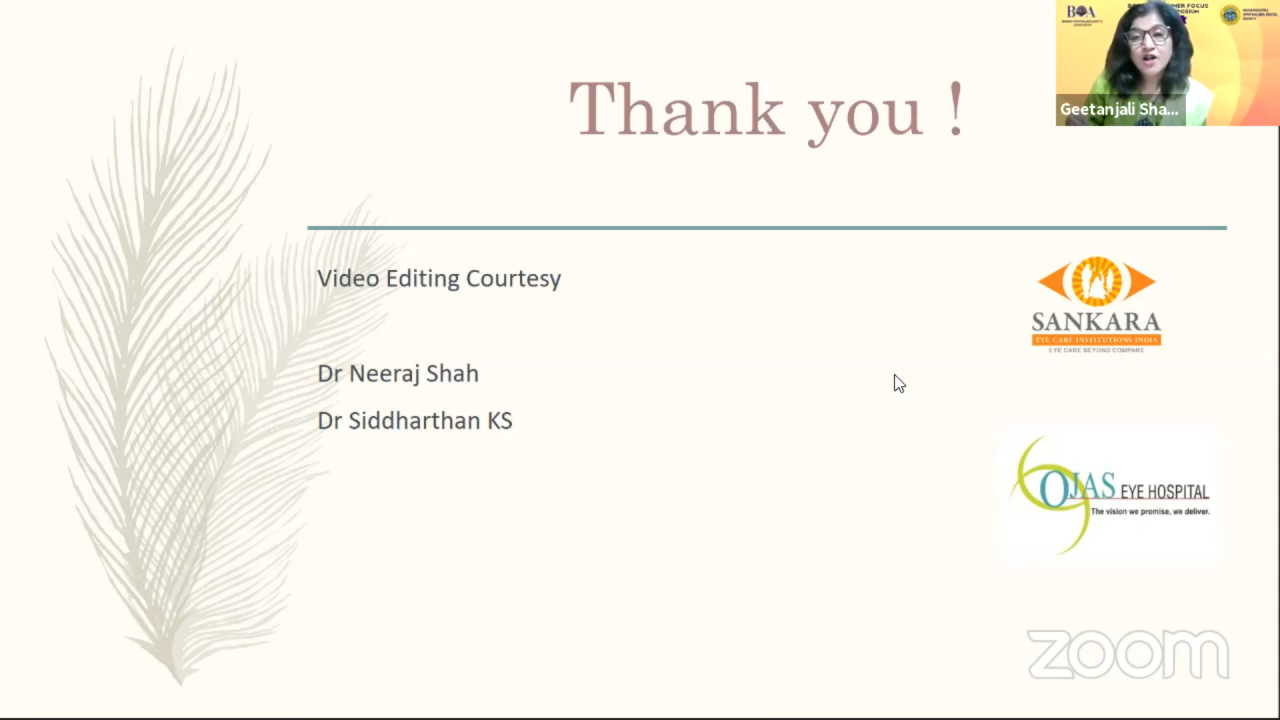 BOA
Thank you !
Geetanjali Sha...
Video Editing Courtesy
SANKARA
EYE CARE INSTITUTIONS INDIA
EYE CARE BEYOND COMPARE
Dr Neeraj Shah
Dr Siddharthan KS
OJAS EYE HOSPITAL
The vision we promise, we deliver.
zoom